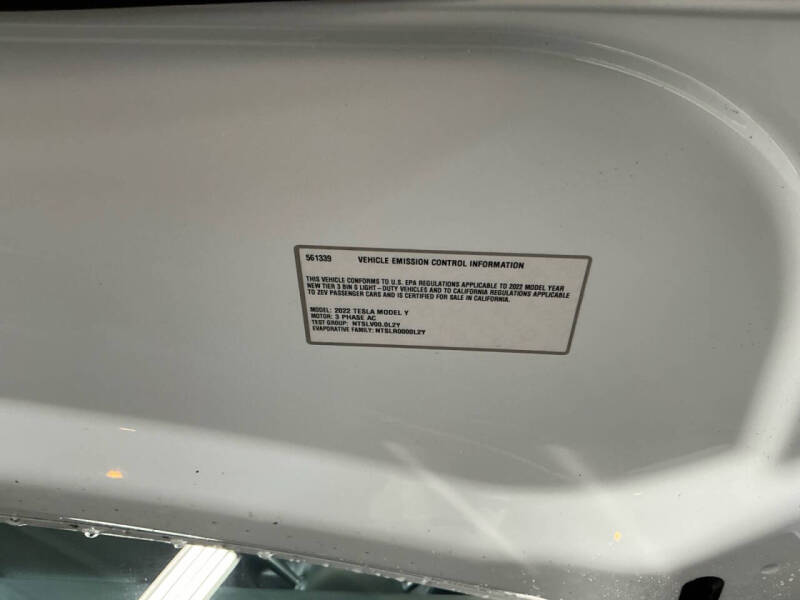 561339 VEHICLE EMISSION CONTROL INFORMATION
THIS VEHICLE CONFORMS TO U.S. EPA REGULATIONS APPLICABLE TO 2022 MODEL YEAR
NEW TIER 3 BIN 0 LIGHT-DUTY VEHICLES AND TO CALIFORNIA REGULATIONS APPLICABLE
TO ZEV PASSENGER CARS AND IS CERTIFIED FOR SALE IN CALIFORNIA.
MODEL: 2022 TESLA MODEL Y
MOTOR: 3 PHASE AC
TEST GROUP: NTSLV00.0L2Y
EVAPORATIVE FAMILY: NTSLR0000L2Y